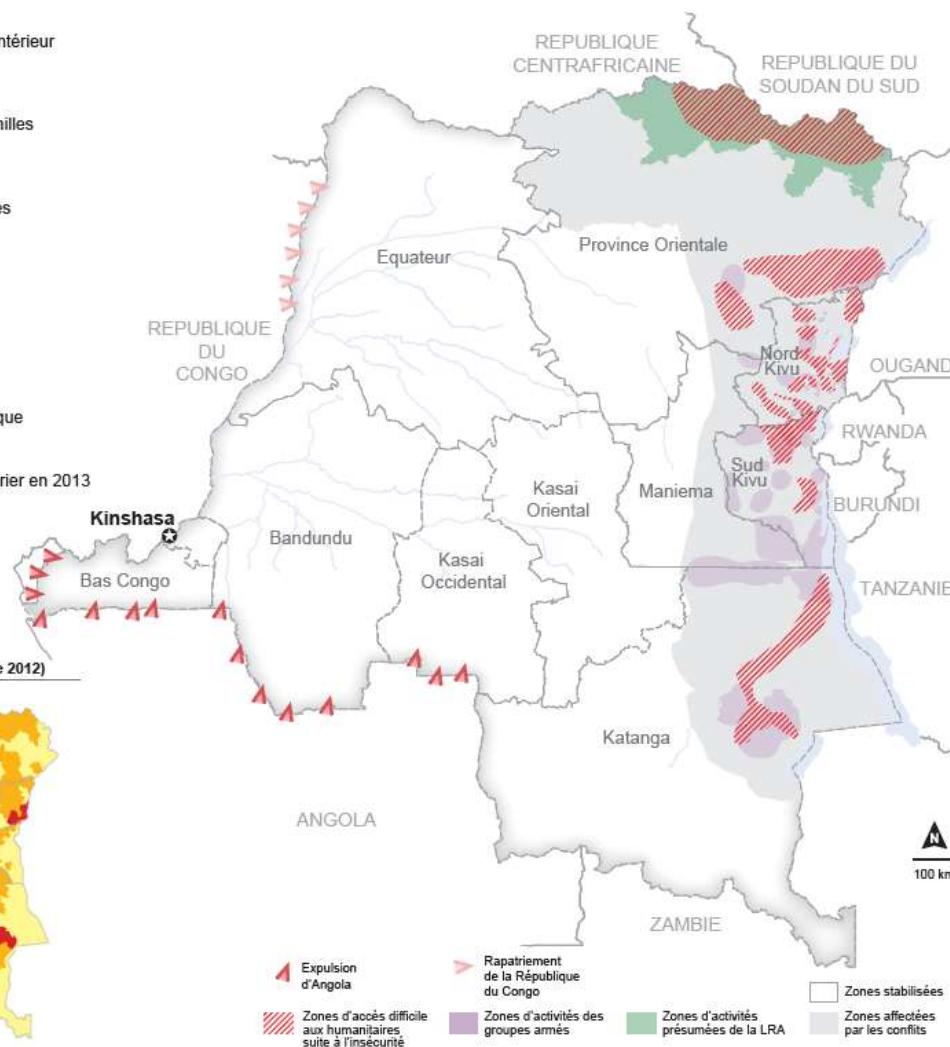 ntérieur
nilles
es
que
rier en 2013
e 2012)
REPUBLIQUE
CENTRAFRICAINE
REPUBLIQUE DU
SOUDAN DU SUD
Equateur
Province Orientale
REPUBLIQUE
DU
CONGO
Nord
Kivu
OUGAND
RWANDA
Sud
Kivu
BURUNDI
Maniema
Kasai
Oriental
Kinshasa
Bandundu
Kasai
Occidental
Bas Congo
TANZANIE
Katanga
ANGOLA
ZAMBIE
N
100 km
Expulsion
d'Angola
Rapatriement
de la République
du Congo
Zones stabilisées
Zones d'accès difficile
aux humanitaires
suite à l'insécurité
Zones d'activités des
groupes armés
Zones d'activités
présumées de la LRA
Zones affectées
par les conflits